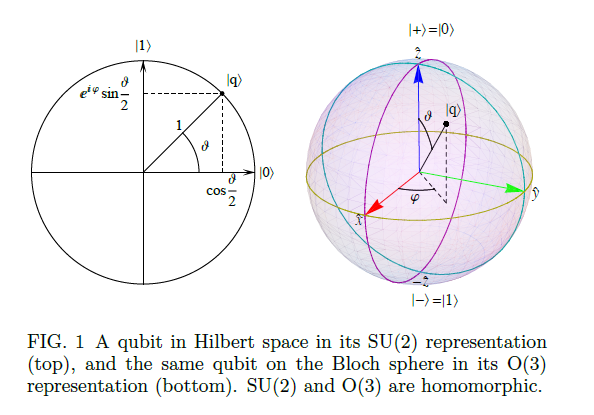 |1⟩
e^{iφ} sin ϑ/2
|q⟩
1
ϑ
|0⟩
cos ϑ/2
|+⟩=|0⟩
ẑ
ϑ
|q⟩
φ
x̂
ŷ
−ẑ
|−⟩=|1⟩
FIG. 1 A qubit in Hilbert space in its SU(2) representation
(top), and the same qubit on the Bloch sphere in its O(3)
representation (bottom). SU(2) and O(3) are homomorphic.